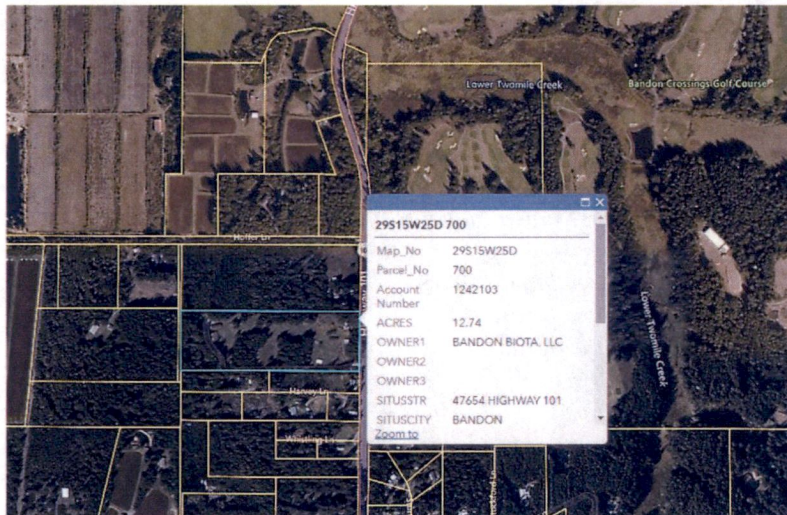 Lower Twomile Creek
Bandon Crossings Golf Course
29S15W25D 700
Map_No 29S15W25D
Parcel_No 700
Account Number 1242103
ACRES 12.74
OWNER1 BANDON BIOTA, LLC
OWNER2
OWNER3
SITUSSTR 47654 HIGHWAY 101
SITUSCITY BANDON
Zoom to
Lower Twomile Creek
Harvey Ln
Whistling Ln